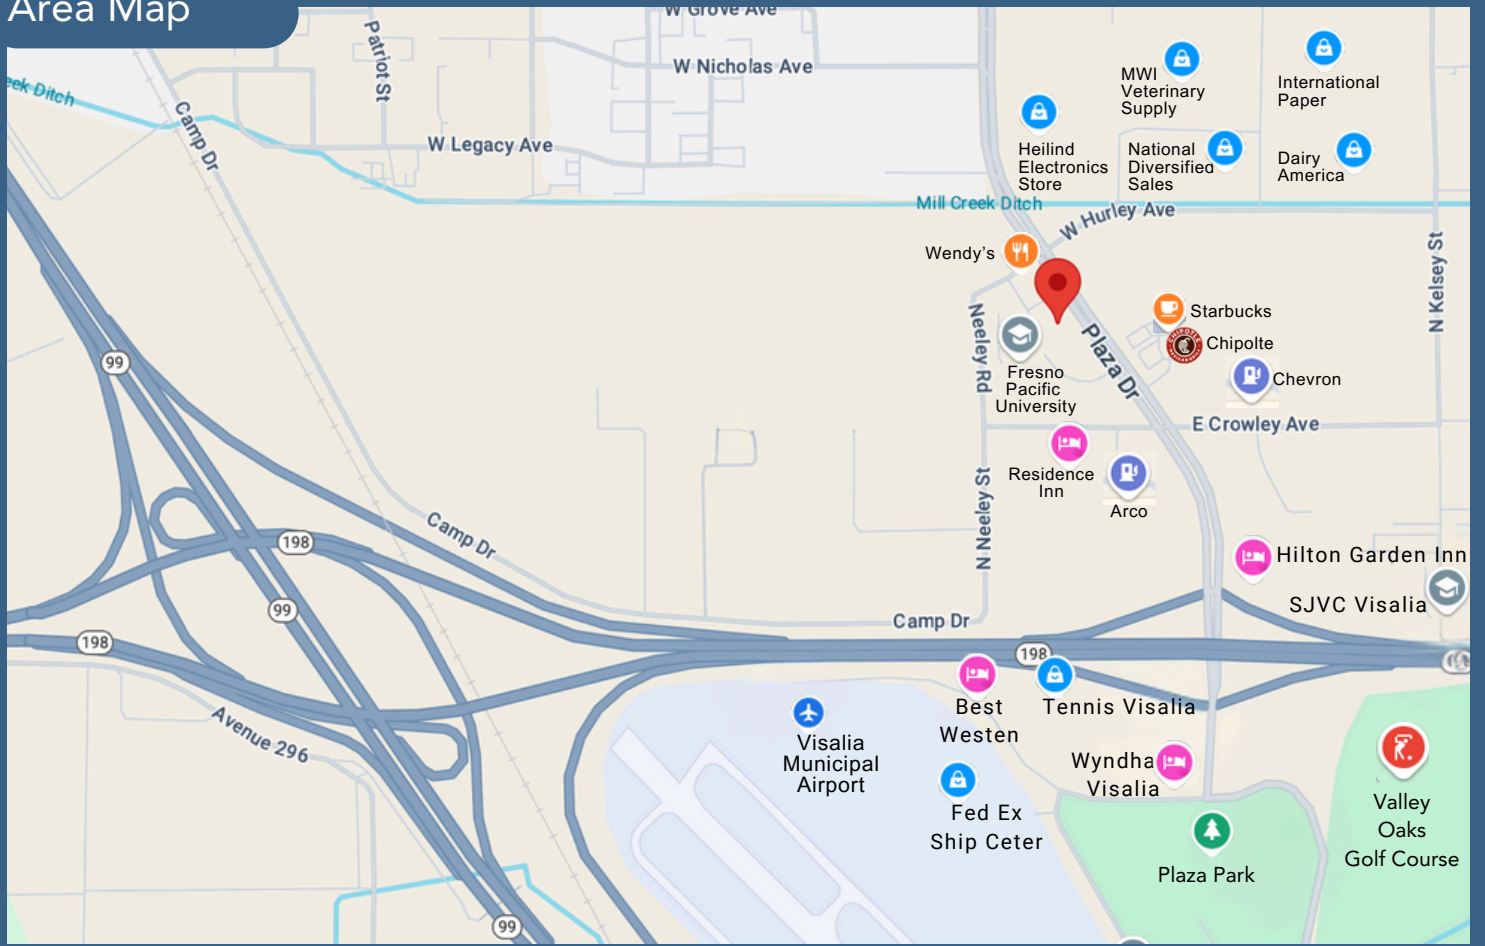 Area Map
W Grove Ave
Patriot St
W Nicholas Ave
MWI
Veterinary
Supply
International
Paper
eek Ditch
Camp Dr
W Legacy Ave
Heilind
Electronics
Store
National
Diversified
Sales
Dairy
America
Mill Creek Ditch
W Hurley Ave
Wendy's
N Kelsey St
Neeley Rd
Starbucks
CHIPOTLE
Chipolte
Plaza Dr
Chevron
99
Fresno
Pacific
University
E Crowley Ave
Residence
Inn
Arco
N Neeley St
Camp Dr
198
Hilton Garden Inn
SJVC Visalia
99
Camp Dr
198
198
Avenue 296
Best
Westen
Tennis Visalia
Visalia
Municipal
Airport
Wyndha
Visalia
Fed Ex
Ship Ceter
Valley
Oaks
Golf Course
Plaza Park
99